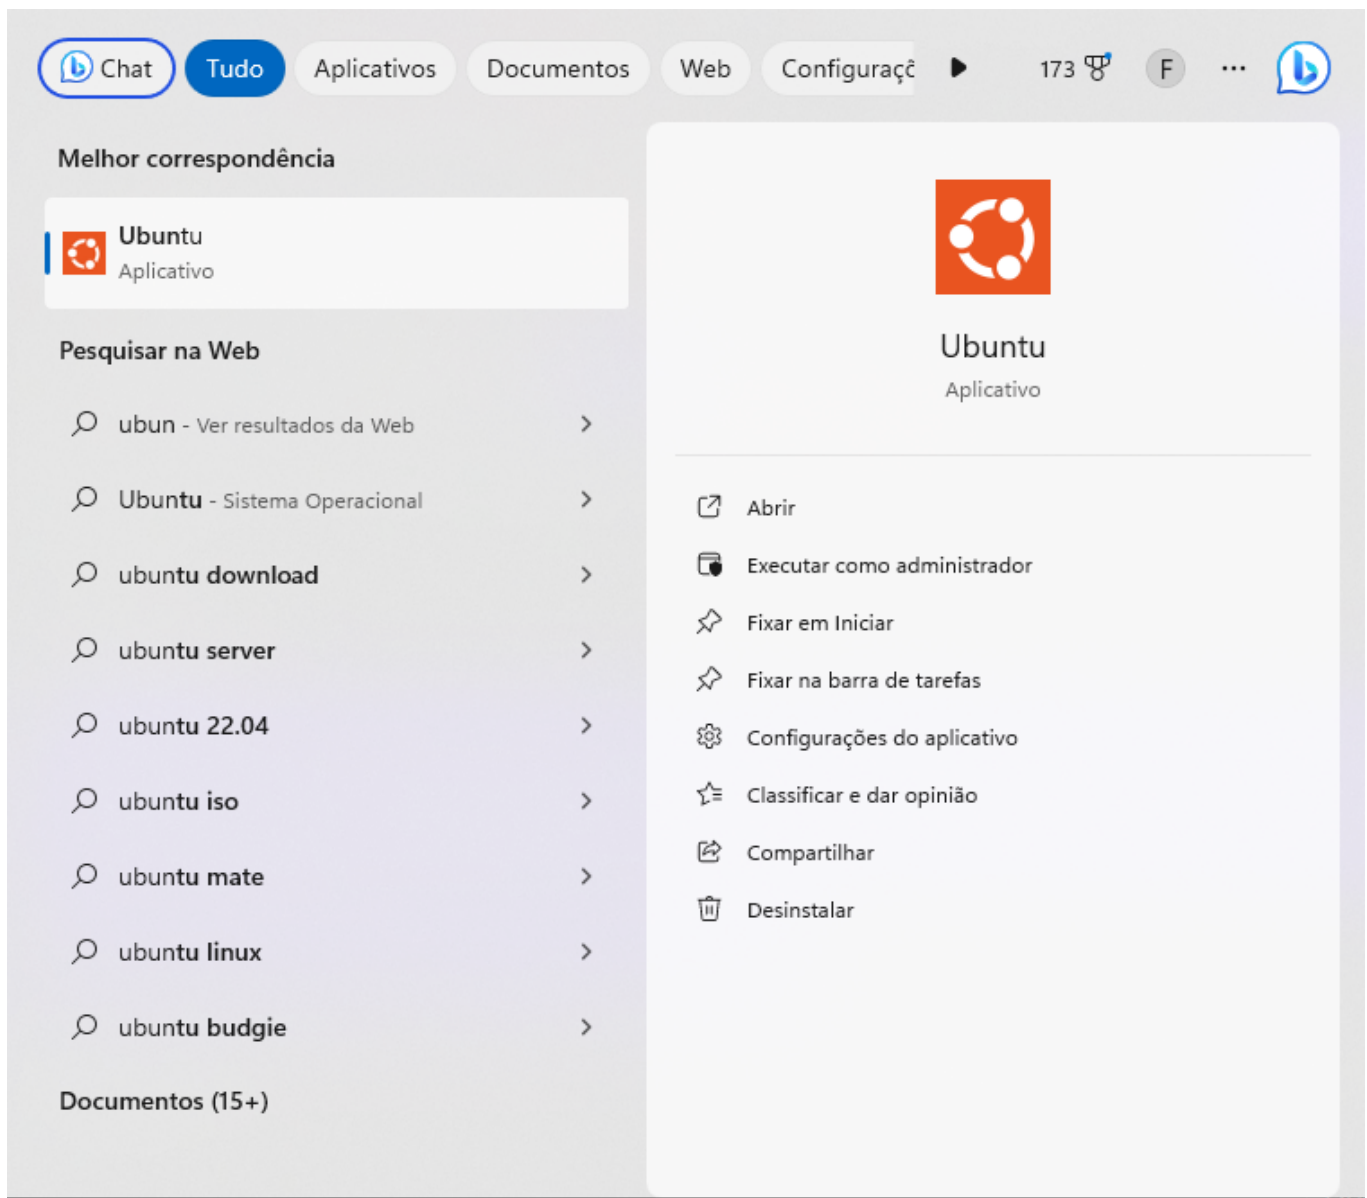 Chat Tudo Aplicativos Documentos Web Configuraçõ 173 F ...
Melhor correspondência
Ubuntu
Aplicativo
Pesquisar na Web
ubun - Ver resultados da Web
Ubuntu - Sistema Operacional
ubuntu download
ubuntu server
ubuntu 22.04
ubuntu iso
ubuntu mate
ubuntu linux
ubuntu budgie
Documentos (15+)
Ubuntu
Aplicativo
Abrir
Executar como administrador
Fixar em Iniciar
Fixar na barra de tarefas
Configurações do aplicativo
Classificar e dar opinião
Compartilhar
Desinstalar